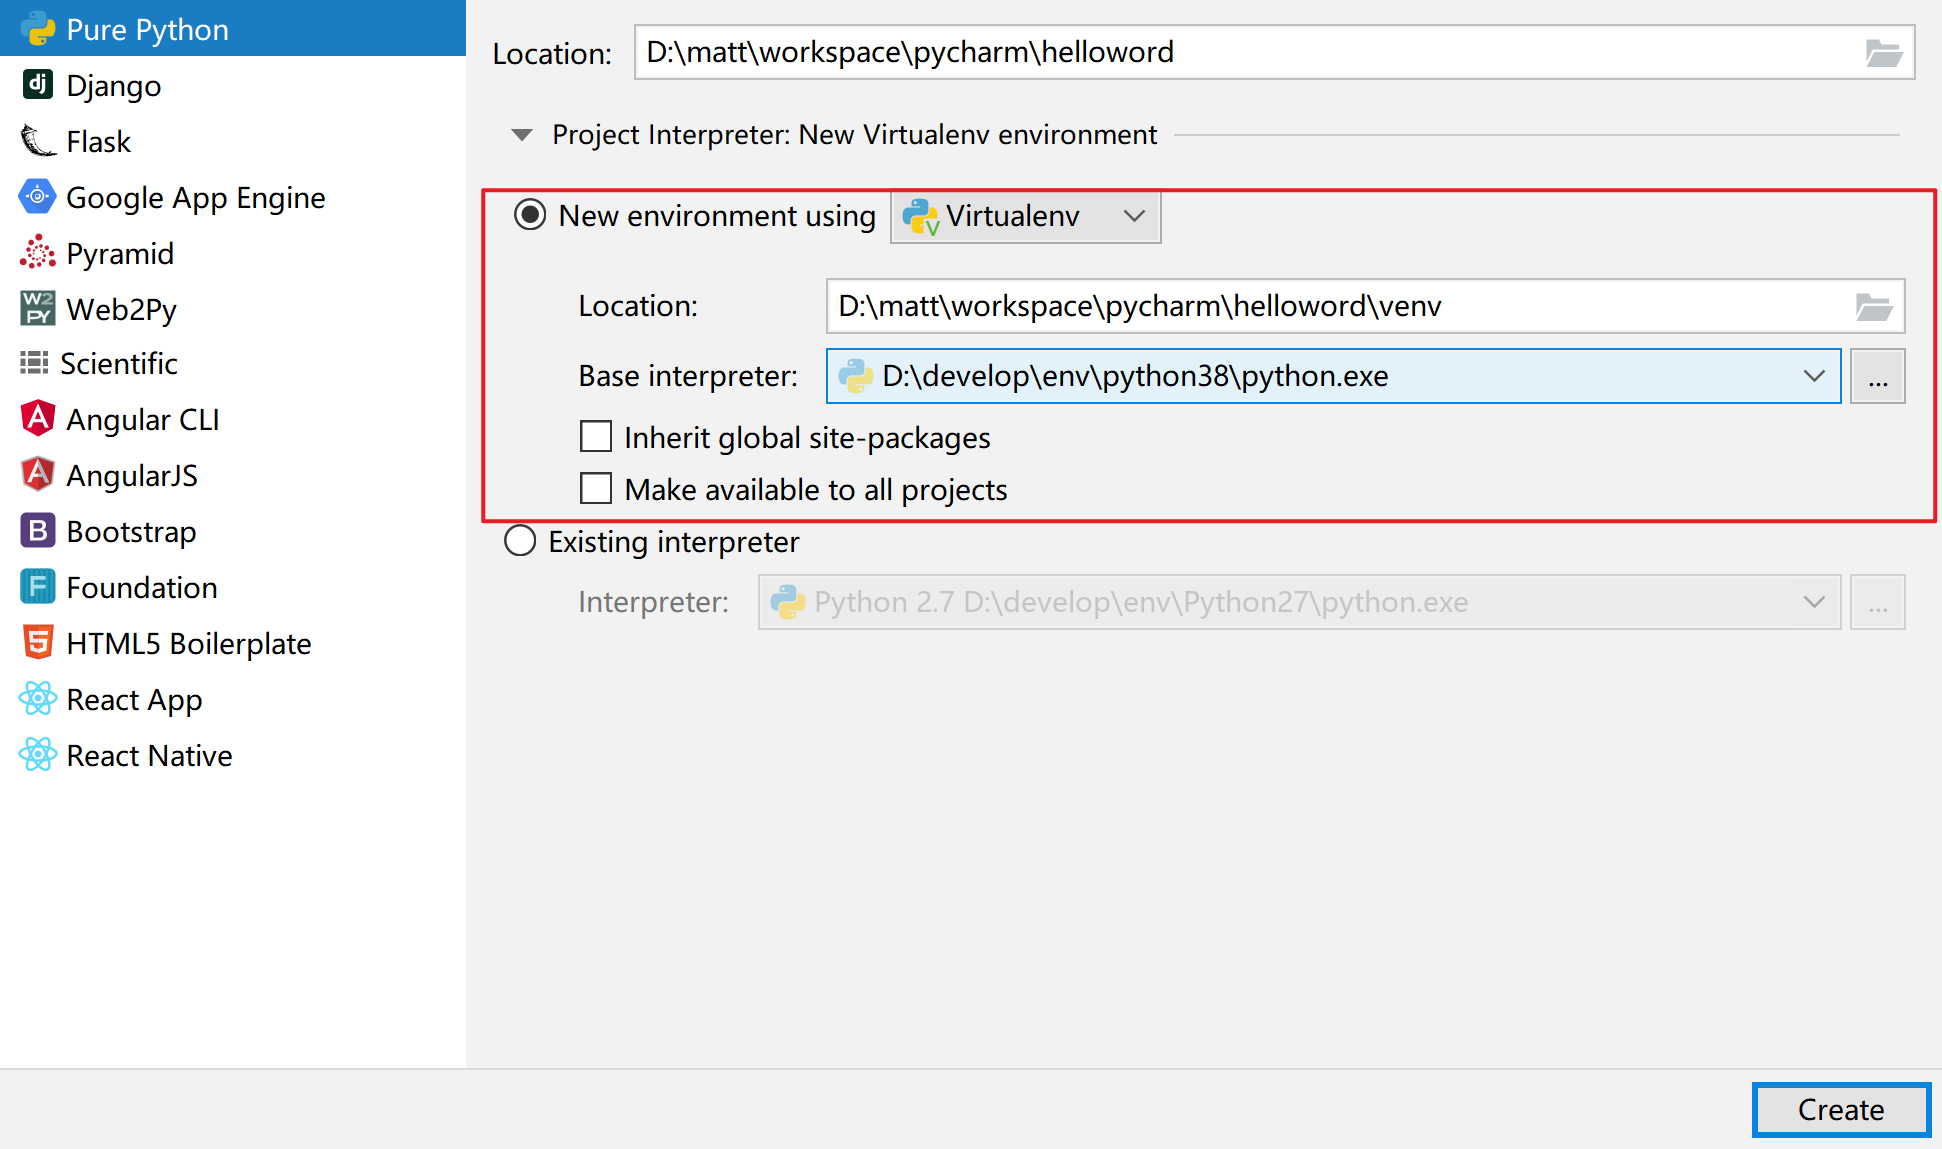 Pure Python
Django
Flask
Google App Engine
Pyramid
Web2Py
Scientific
Angular CLI
AngularJS
Bootstrap
Foundation
HTML5 Boilerplate
React App
React Native
Location: D:\matt\workspace\pycharm\helloword
Project Interpreter: New Virtualenv environment
New environment using Virtualenv
Location: D:\matt\workspace\pycharm\helloword\venv
Base interpreter: D:\develop\env\python38\python.exe ...
Inherit global site-packages
Make available to all projects
Existing interpreter
Interpreter: Python 2.7 D:\develop\env\Python27\python.exe ...
Create